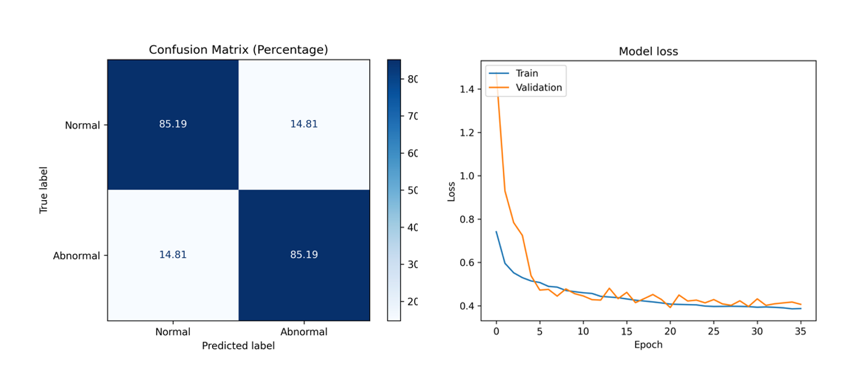 Confusion Matrix (Percentage)
True label
Normal
85.19
14.81
Abnormal
14.81
85.19
Normal
Abnormal
Predicted label
20
30
40
50
60
70
80
Model loss
Train
Validation
Loss
1.4
1.2
1.0
0.8
0.6
0.4
0
5
10
15
20
25
30
35
Epoch